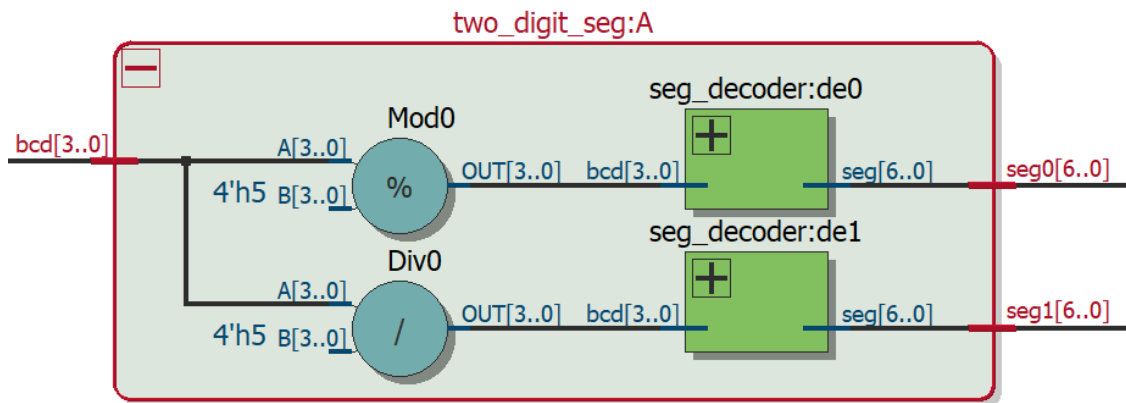 two_digit_seg:A
seg_decoder:de0
Mod0
bcd[3..0]
A[3..0]
OUT[3..0]
bcd[3..0]
seg[6..0]
seg0[6..0]
4'h5 B[3..0]
%
seg_decoder:de1
Div0
A[3..0]
OUT[3..0]
bcd[3..0]
seg[6..0]
seg1[6..0]
4'h5 B[3..0]
/